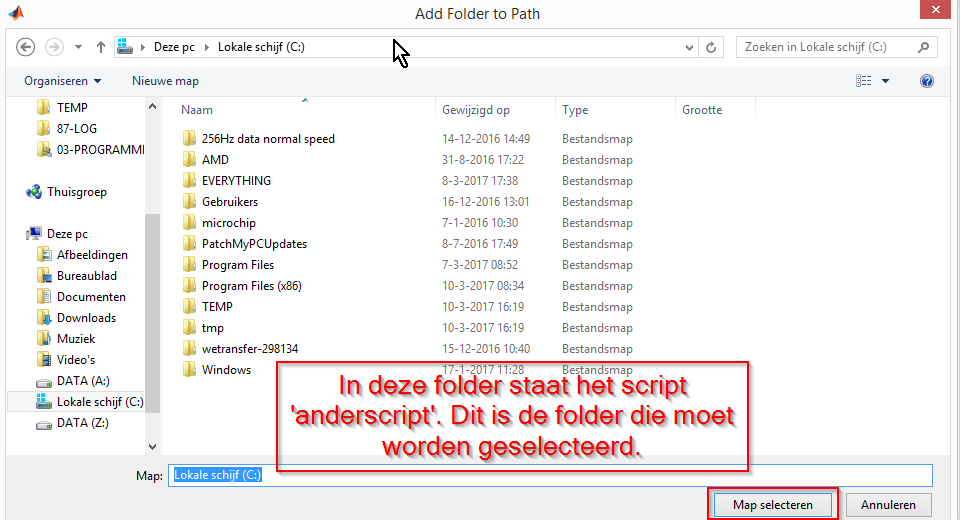 Add Folder to Path
Deze pc
Lokale schijf (C:)
Zoeken in Lokale schijf (C:)
Organiseren
Nieuwe map
Naam
Gewijzigd op
Type
Grootte
TEMP
87-LOG
03-PROGRAMMI
Thuisgroep
Deze pc
Afbeeldingen
Bureaublad
Documenten
Downloads
Muziek
Video's
DATA (A:)
Lokale schijf (C:)
DATA (Z:)
256Hz data normal speed 14-12-2016 14:49 Bestandsmap
AMD 31-8-2016 17:22 Bestandsmap
EVERYTHING 8-3-2017 17:38 Bestandsmap
Gebruikers 16-12-2016 13:01 Bestandsmap
microchip 7-1-2016 10:30 Bestandsmap
PatchMyPCUpdates 8-7-2016 17:49 Bestandsmap
Program Files 7-3-2017 08:52 Bestandsmap
Program Files (x86) 10-3-2017 08:34 Bestandsmap
TEMP 10-3-2017 16:19 Bestandsmap
tmp 10-3-2017 16:19 Bestandsmap
wetransfer-298134 15-12-2016 10:40 Bestandsmap
Windows 17-1-2017 11:28 Bestandsmap
In deze folder staat het script
'anderscript'. Dit is de folder die moet
worden geselecteerd.
Map: Lokale schijf (C:)
Map selecteren
Annuleren